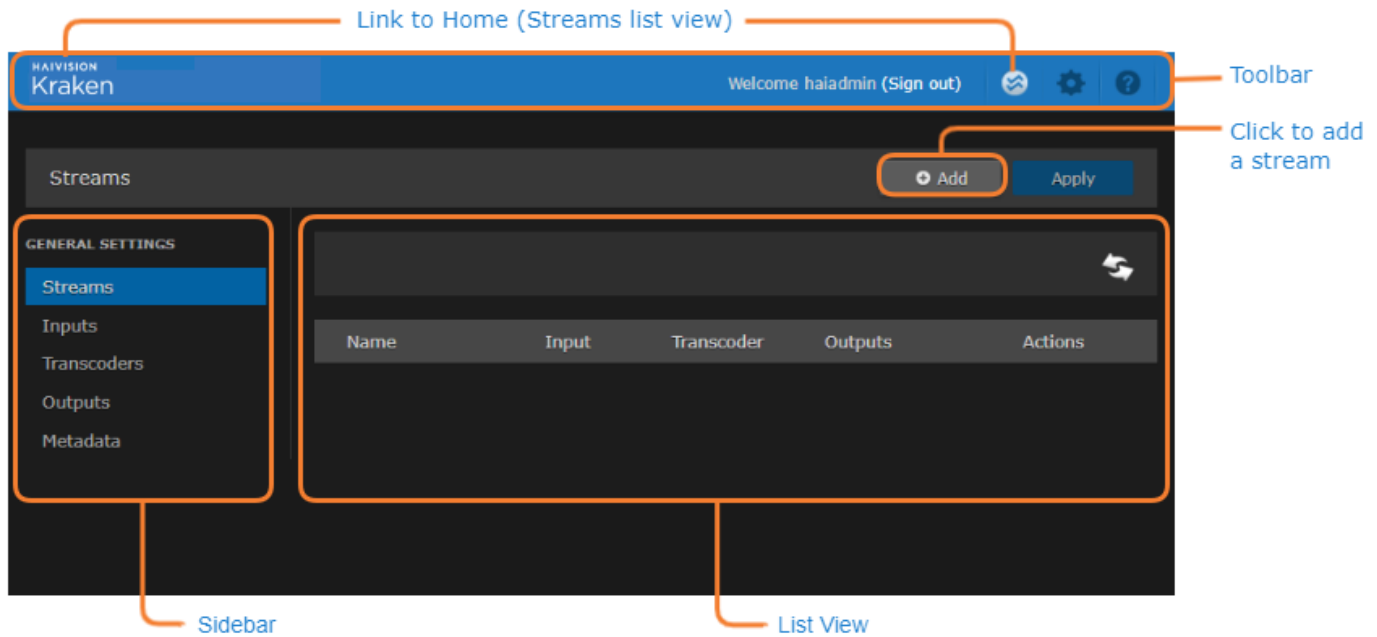 Link to Home (Streams list view)
HAIVISION
Kraken
Welcome haiadmin (Sign out)
Toolbar
Click to add
a stream
Streams
Add
Apply
GENERAL SETTINGS
Streams
Inputs
Transcoders
Outputs
Metadata
Name Input Transcoder Outputs Actions
Sidebar
List View